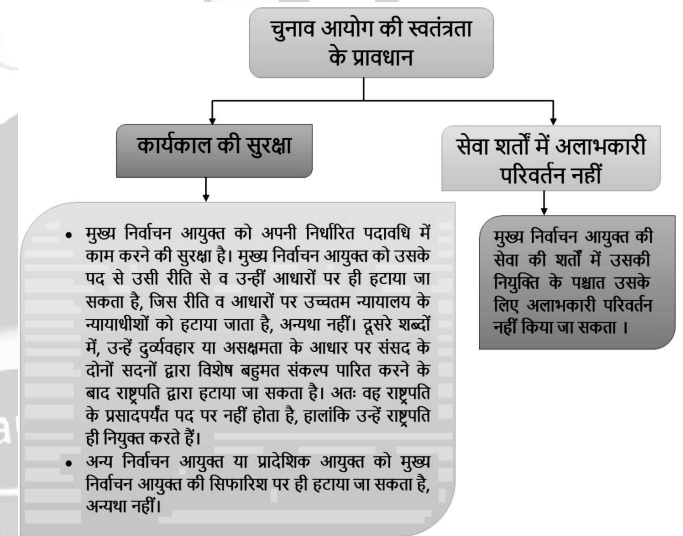 चुनाव आयोग की स्वतंत्रता
के प्रावधान
कार्यकाल की सुरक्षा
• मुख्य निर्वाचन आयुक्त को अपनी निर्धारित पदावधि में
काम करने की सुरक्षा है। मुख्य निर्वाचन आयुक्त को उसके
पद से उसी रीति से व उन्हीं आधारों पर ही हटाया जा
सकता है, जिस रीति व आधारों पर उच्चतम न्यायालय के
न्यायाधीशों को हटाया जाता है, अन्यथा नहीं। दूसरे शब्दों
में, उन्हें दुर्व्यवहार या असक्षमता के आधार पर संसद के
दोनों सदनों द्वारा विशेष बहुमत संकल्प पारित करने के
बाद राष्ट्रपति द्वारा हटाया जा सकता है। अतः वह राष्ट्रपति
के प्रसादपर्यंत पद पर नहीं होता है, हालांकि उन्हें राष्ट्रपति
ही नियुक्त करते हैं।
• अन्य निर्वाचन आयुक्त या प्रादेशिक आयुक्त को मुख्य
निर्वाचन आयुक्त की सिफारिश पर ही हटाया जा सकता है,
अन्यथा नहीं।
सेवा शर्तों में अलाभकारी
परिवर्तन नहीं
मुख्य निर्वाचन आयुक्त की
सेवा की शर्तों में उसकी
नियुक्ति के पश्चात उसके
लिए अलाभकारी परिवर्तन
नहीं किया जा सकता ।